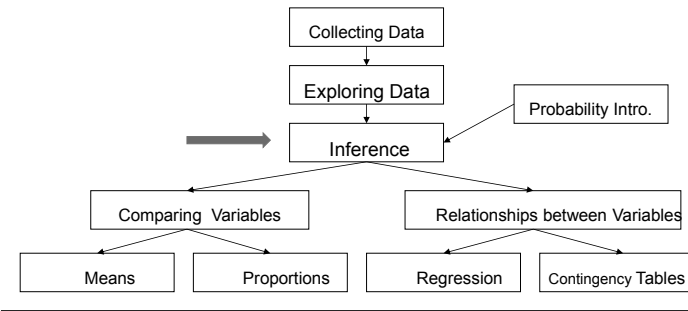 Collecting Data
Exploring Data
Probability Intro.
Inference
Comparing Variables
Relationships between Variables
Means
Proportions
Regression
Contingency Tables